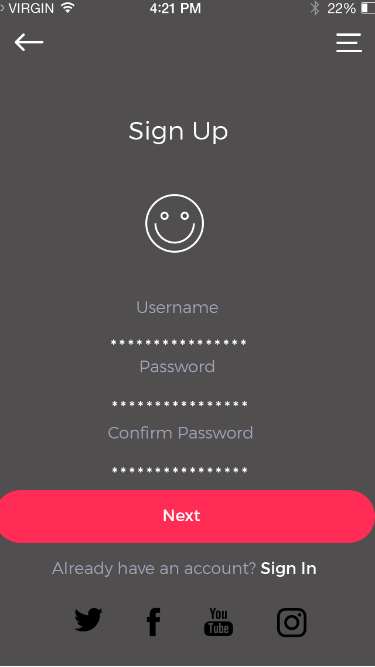 VIRGIN 4:21 PM 22%
Sign Up
Username
****************
Password
****************
Confirm Password
****************
Next
Already have an account? Sign In
You Tube